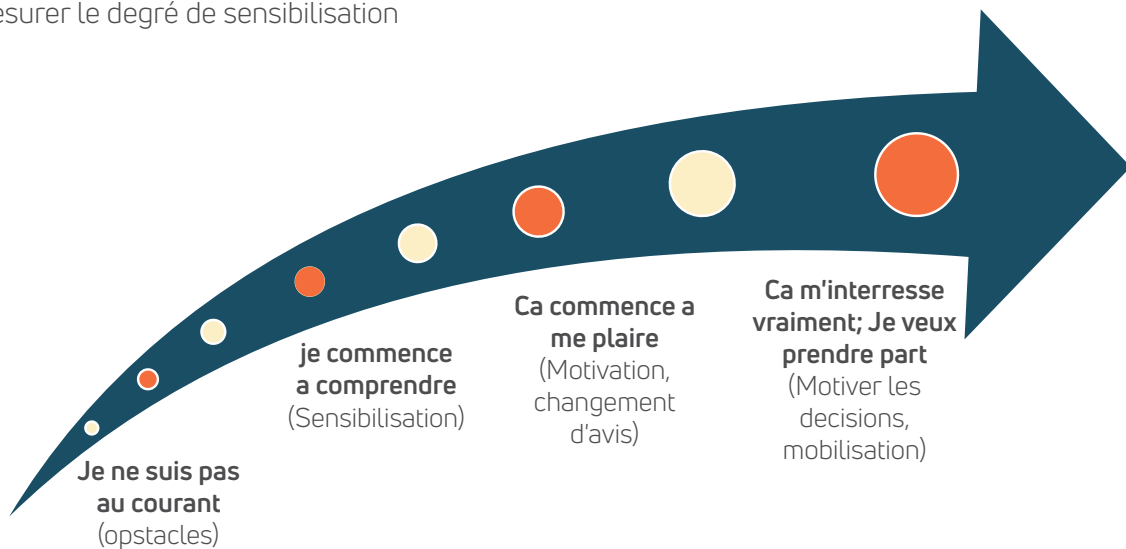 esurer le degré de sensibilisation
je commence
a comprendre
(Sensibilisation)
Ca commence a
me plaire
(Motivation,
changement
d'avis)
Ca m'interresse
vraiment; Je veux
prendre part
(Motiver les
decisions,
mobilisation)
Je ne suis pas
au courant
(opstacles)